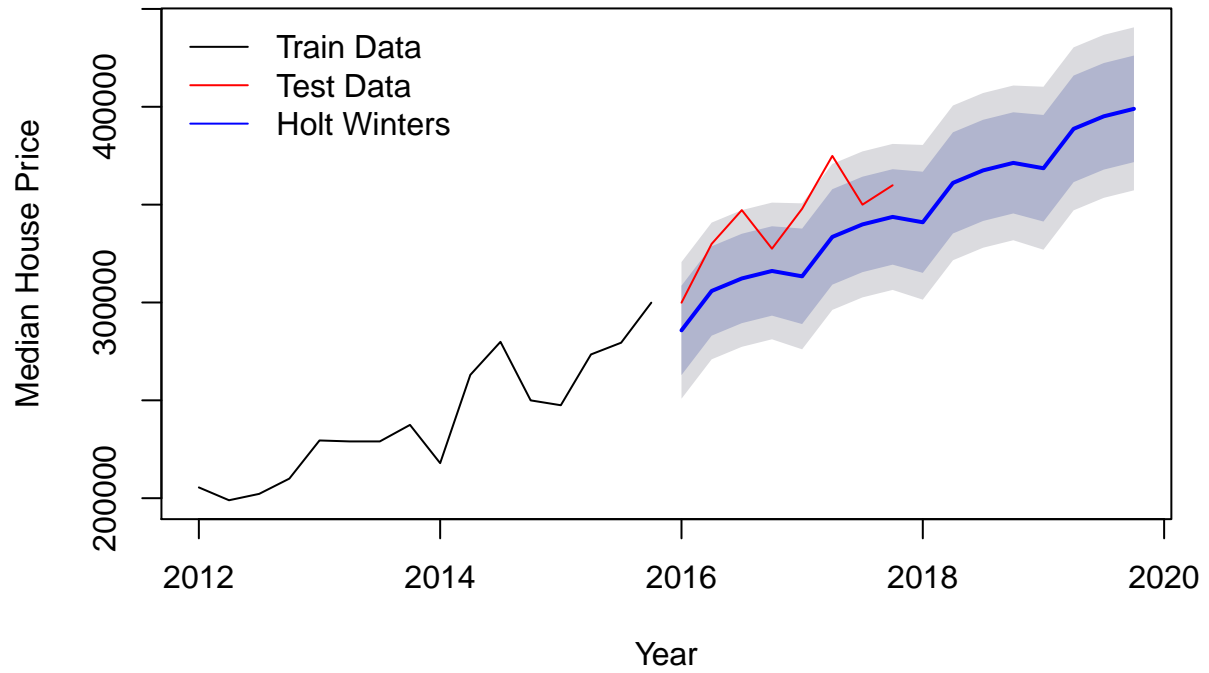 Train Data
Test Data
Holt Winters
Median House Price
400000
300000
200000
2012
2014
2016
2018
2020
Year